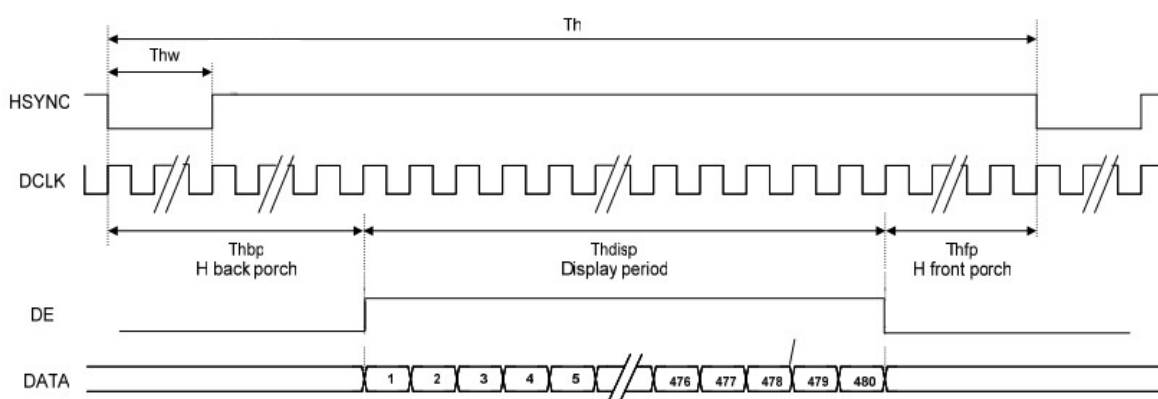 Th
Thw
HSYNC
DCLK
Thbp Thdisp Thfp
H back porch Display period H front porch
DE
DATA 1 2 3 4 5 476 477 478 479 480